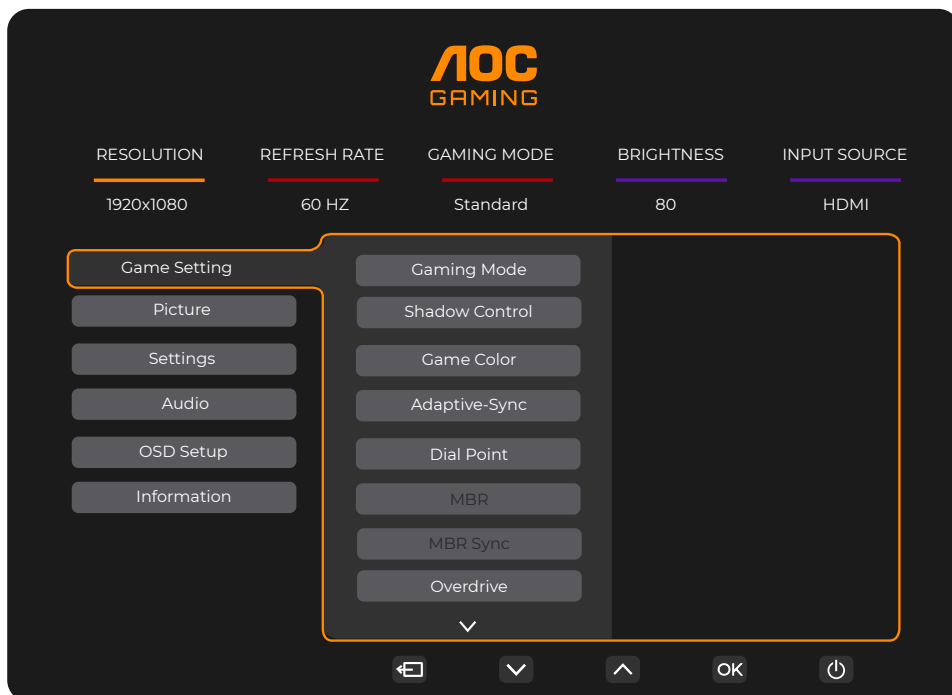 AOC
GAMING
RESOLUTION REFRESH RATE GAMING MODE BRIGHTNESS INPUT SOURCE
1920x1080 60 HZ Standard 80 HDMI
Game Setting
Picture
Settings
Audio
OSD Setup
Information
Gaming Mode
Shadow Control
Game Color
Adaptive-Sync
Dial Point
MBR
MBR Sync
Overdrive
OK